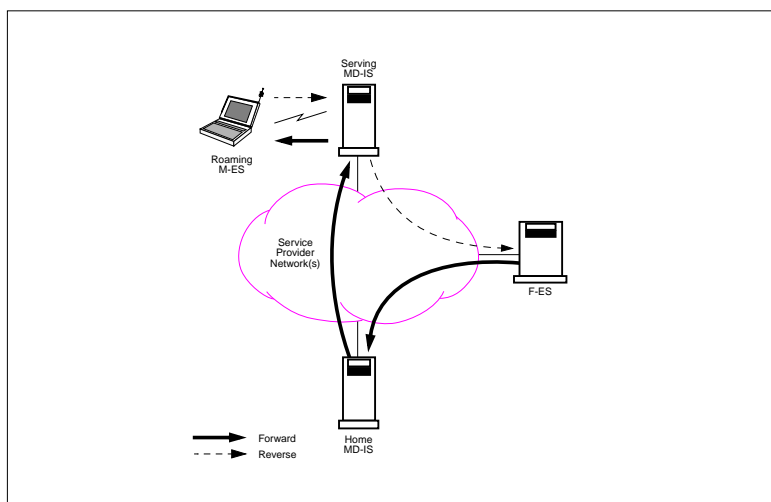 Serving
MD-IS
Roaming
M-ES
Service
Provider
Network(s)
F-ES
Home
MD-IS
Forward
Reverse